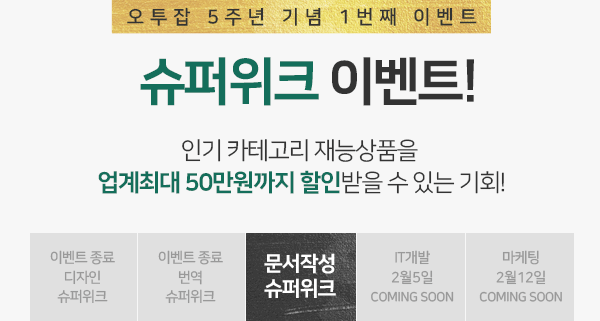 오투잡 5주년 기념 1번째 이벤트
슈퍼위크 이벤트!
인기 카테고리 재능상품을
업계최대 50만원까지 할인받을 수 있는 기회!
이벤트 종료
디자인
슈퍼위크
이벤트 종료
번역
슈퍼위크
문서작성
슈퍼위크
IT개발
2월5일
COMING SOON
마케팅
2월12일
COMING SOON